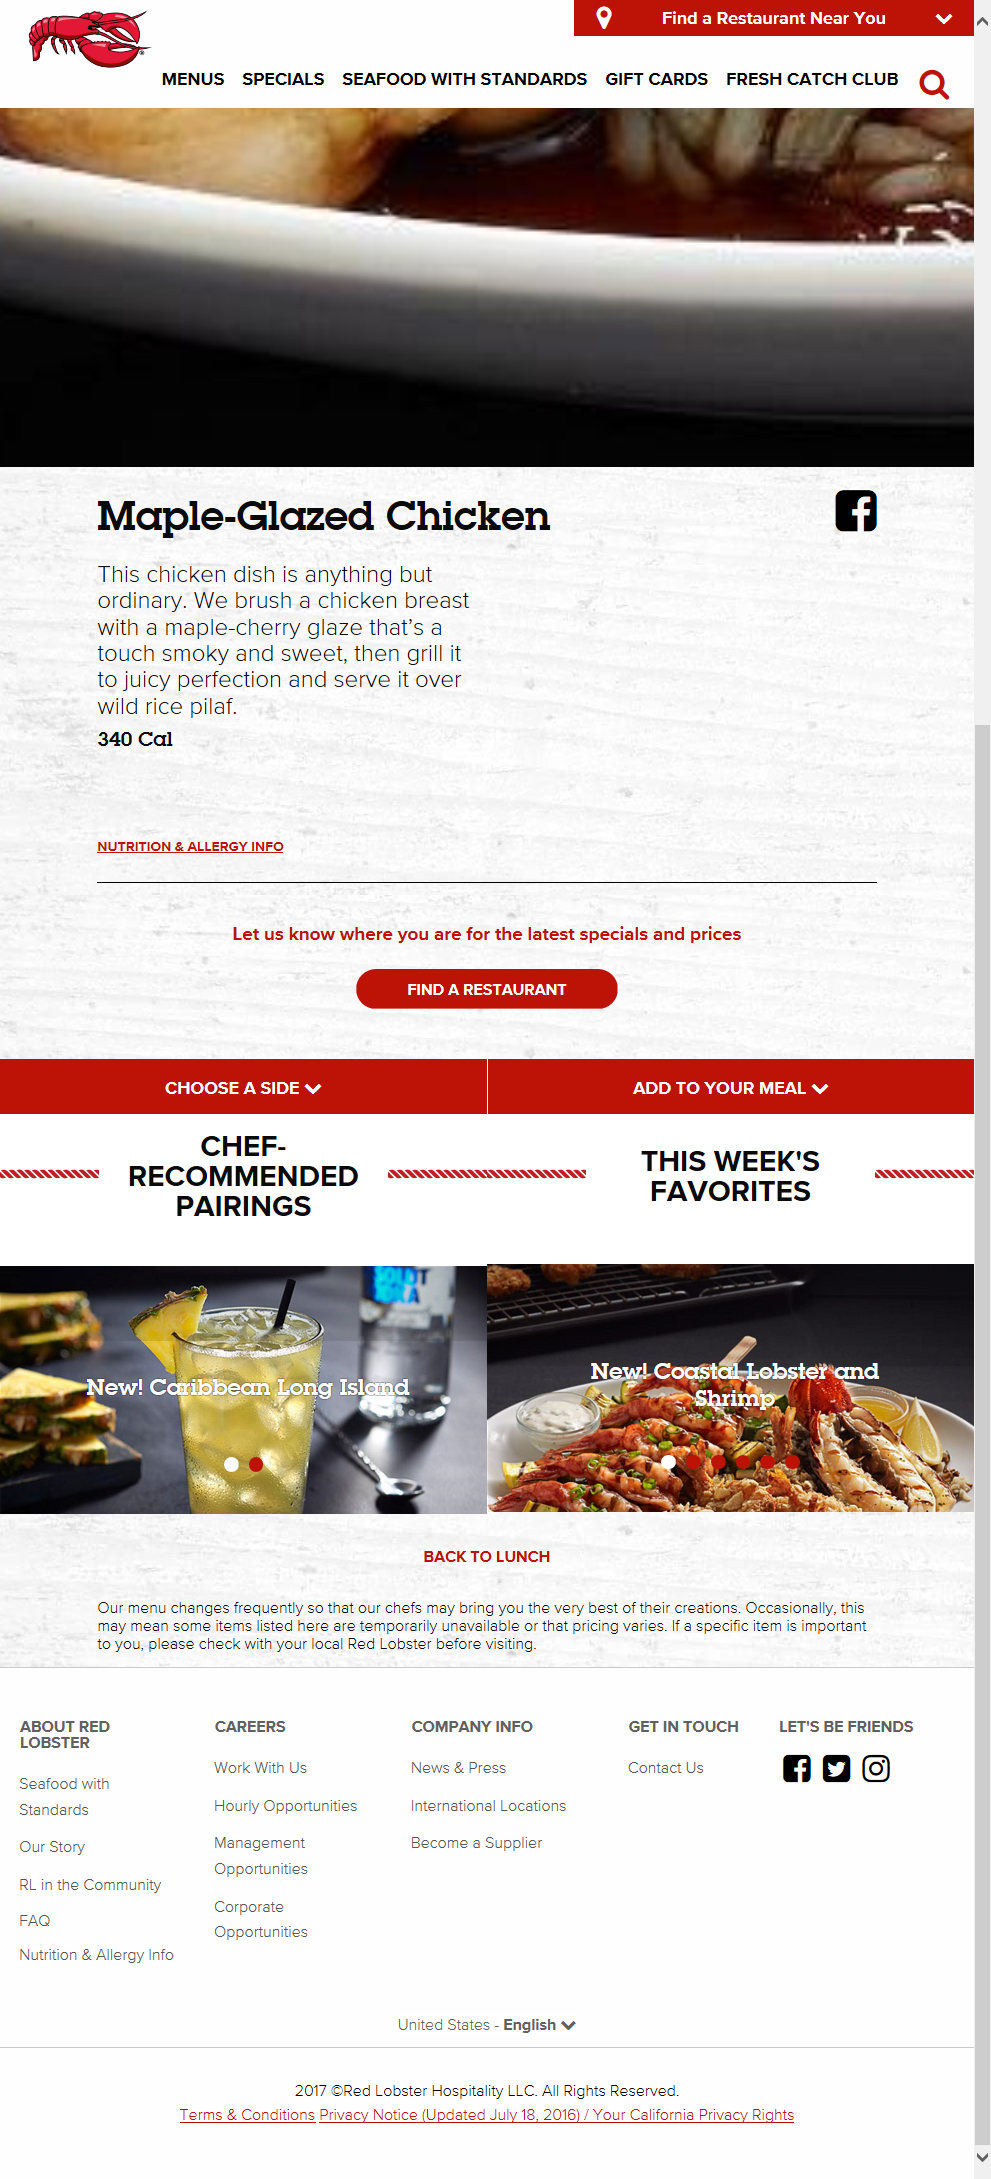 Find a Restaurant Near You
MENUS SPECIALS SEAFOOD WITH STANDARDS GIFT CARDS FRESH CATCH CLUB
Maple-Glazed Chicken
This chicken dish is anything but
ordinary. We brush a chicken breast
with a maple-cherry glaze that’s a
touch smoky and sweet, then grill it
to juicy perfection and serve it over
wild rice pilaf.
340 Cal
NUTRITION & ALLERGY INFO
Let us know where you are for the latest specials and prices
FIND A RESTAURANT
CHOOSE A SIDE
ADD TO YOUR MEAL
CHEF-
RECOMMENDED
PAIRINGS
THIS WEEK'S
FAVORITES
New! Caribbean Long Island
New! Coastal Lobster and
Shrimp
BACK TO LUNCH
Our menu changes frequently so that our chefs may bring you the very best of their creations. Occasionally, this
may mean some items listed here are temporarily unavailable or that pricing varies. If a specific item is important
to you, please check with your local Red Lobster before visiting.
ABOUT RED
LOBSTER
Seafood with
Standards
Our Story
RL in the Community
FAQ
Nutrition & Allergy Info
CAREERS
Work With Us
Hourly Opportunities
Management
Opportunities
Corporate
Opportunities
COMPANY INFO
News & Press
International Locations
Become a Supplier
GET IN TOUCH
Contact Us
LET'S BE FRIENDS
United States - English
2017 ©Red Lobster Hospitality LLC. All Rights Reserved.
Terms & Conditions Privacy Notice (Updated July 18, 2016) / Your California Privacy Rights